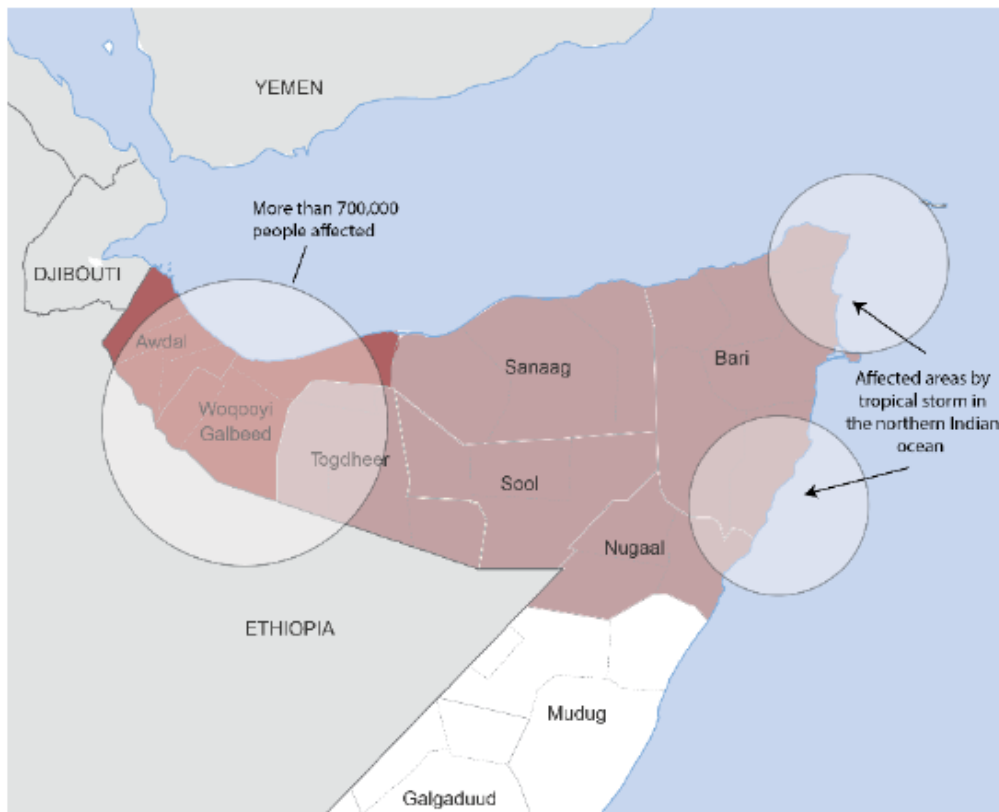 YEMEN
More than 700,000
people affected
DJIBOUTI
Awdal
Sanaag
Bari
Woqooyi
Galbeed
Togdheer
Sool
Affected areas by
tropical storm in
the northern Indian
ocean
Nugaal
ETHIOPIA
Mudug
Galgaduud